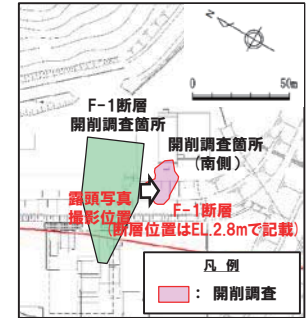 N
0
50m
F-1断層
開削調査箇所
開削調査箇所
(南側)
露頭写真
撮影位置
F-1断層
(断層位置はEL.2.8mで記載)
凡 例
： 開削調査